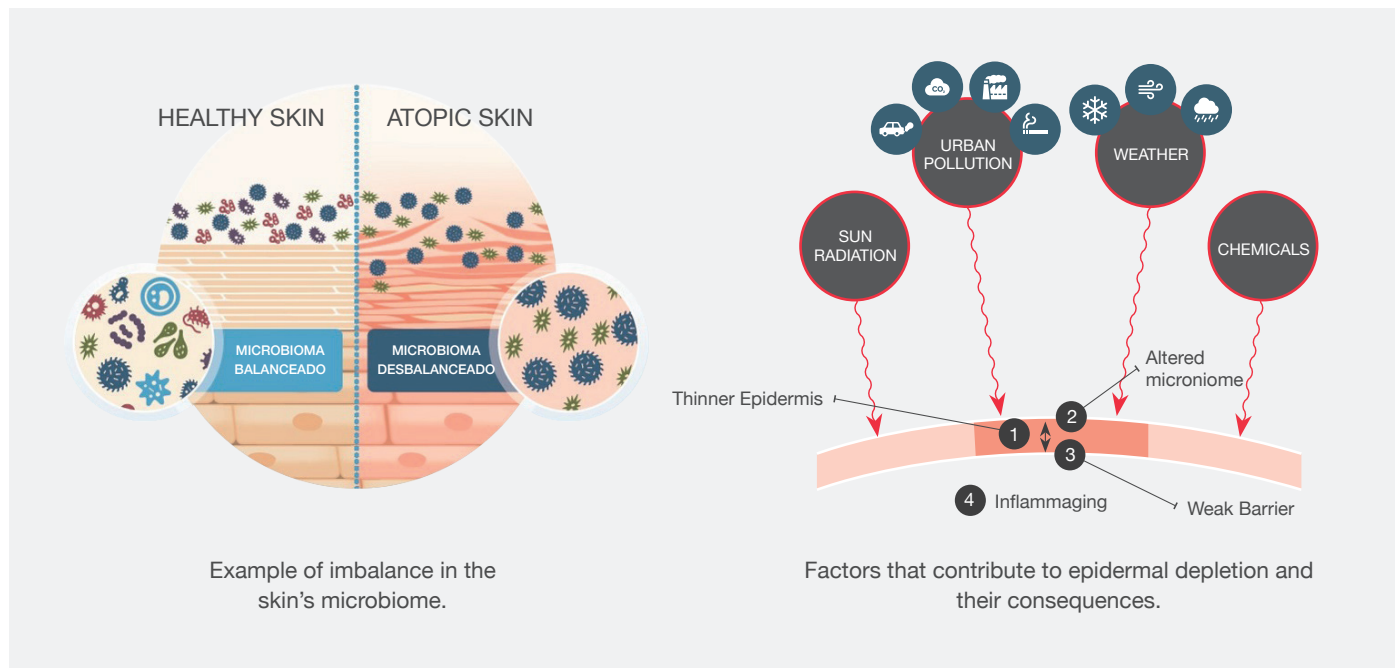 HEALTHY SKIN
ATOPIC SKIN
MICROBIOMA
BALANCEADO
MICROBIOMA
DESBALANCEADO
Example of imbalance in the
skin's microbiome.
CO₂
URBAN
POLLUTION
WEATHER
SUN
RADIATION
CHEMICALS
Altered
microniome
Thinner Epidermis
1
2
3
4 Inflammaging
Weak Barrier
Factors that contribute to epidermal depletion and
their consequences.